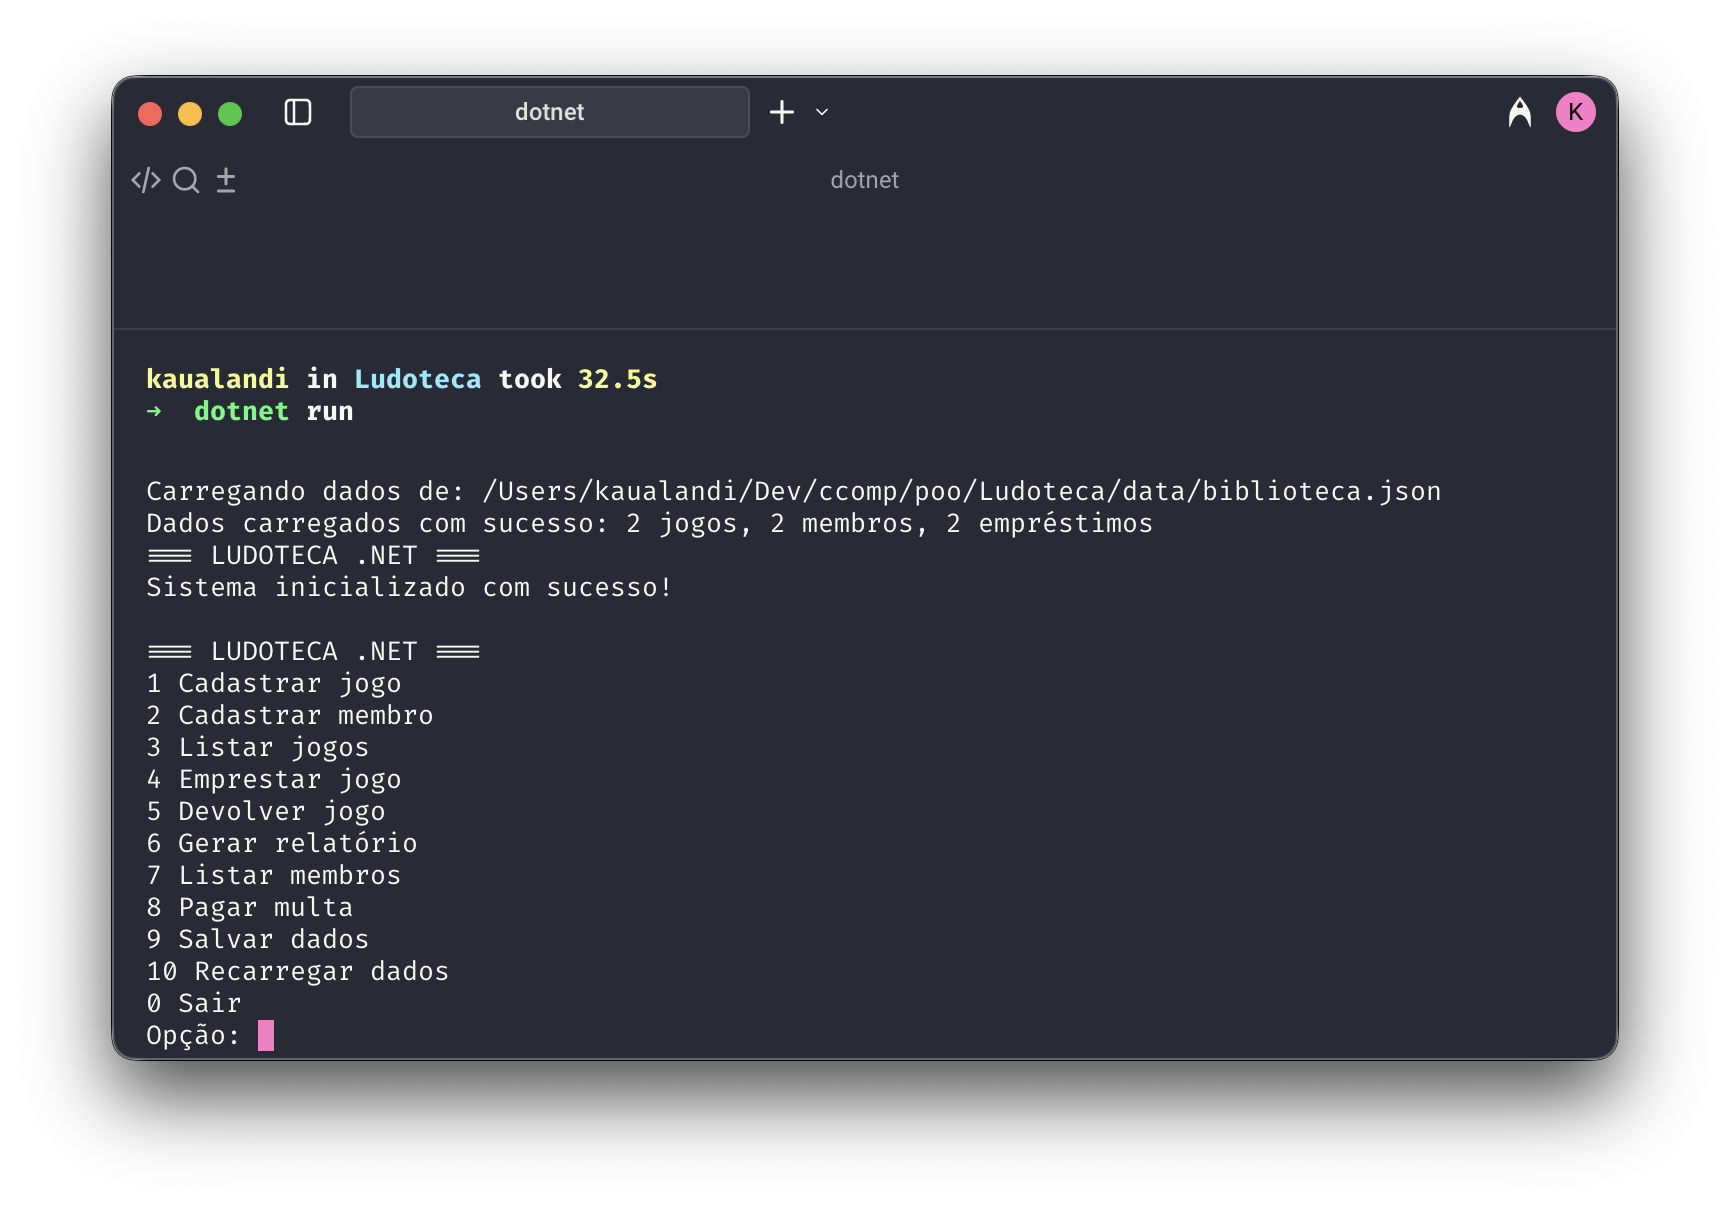 dotnet
K
dotnet
kaualandi in Ludoteca took 32.5s
→ dotnet run
Carregando dados de: /Users/kaualandi/Dev/ccomp/poo/Ludoteca/data/biblioteca.json
Dados carregados com sucesso: 2 jogos, 2 membros, 2 empréstimos
=== LUDOTECA .NET ===
Sistema inicializado com sucesso!
=== LUDOTECA .NET ===
1 Cadastrar jogo
2 Cadastrar membro
3 Listar jogos
4 Emprestar jogo
5 Devolver jogo
6 Gerar relatório
7 Listar membros
8 Pagar multa
9 Salvar dados
10 Recarregar dados
0 Sair
Opção: